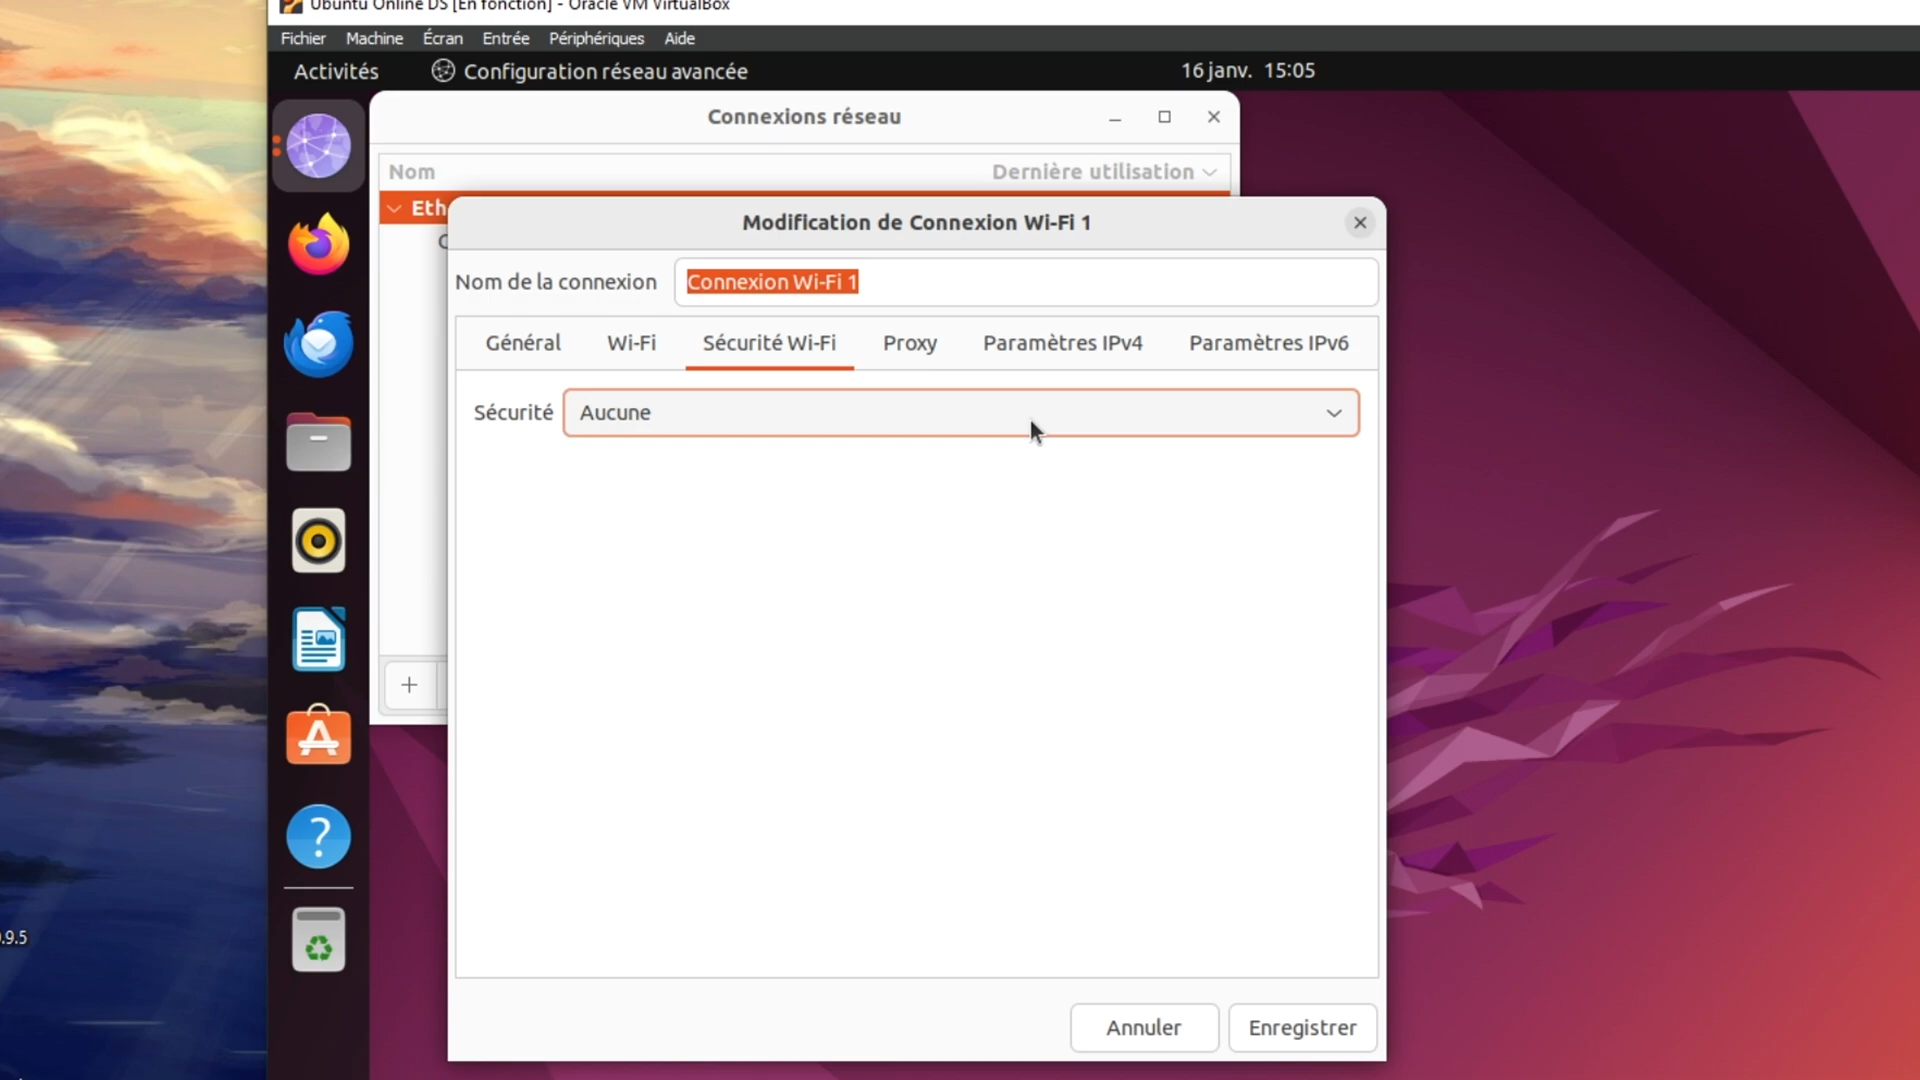 Ubuntu Online DS [En fonction] - Oracle VM VirtualBox
Fichier Machine Écran Entrée Périphériques Aide
Activités Configuration réseau avancée 16 janv. 15:05
Connexions réseau
Nom Dernière utilisation
Eth
Modification de Connexion Wi-Fi 1
Nom de la connexion Connexion Wi-Fi 1
Général Wi-Fi Sécurité Wi-Fi Proxy Paramètres IPv4 Paramètres IPv6
Sécurité Aucune
.9.5
Annuler Enregistrer